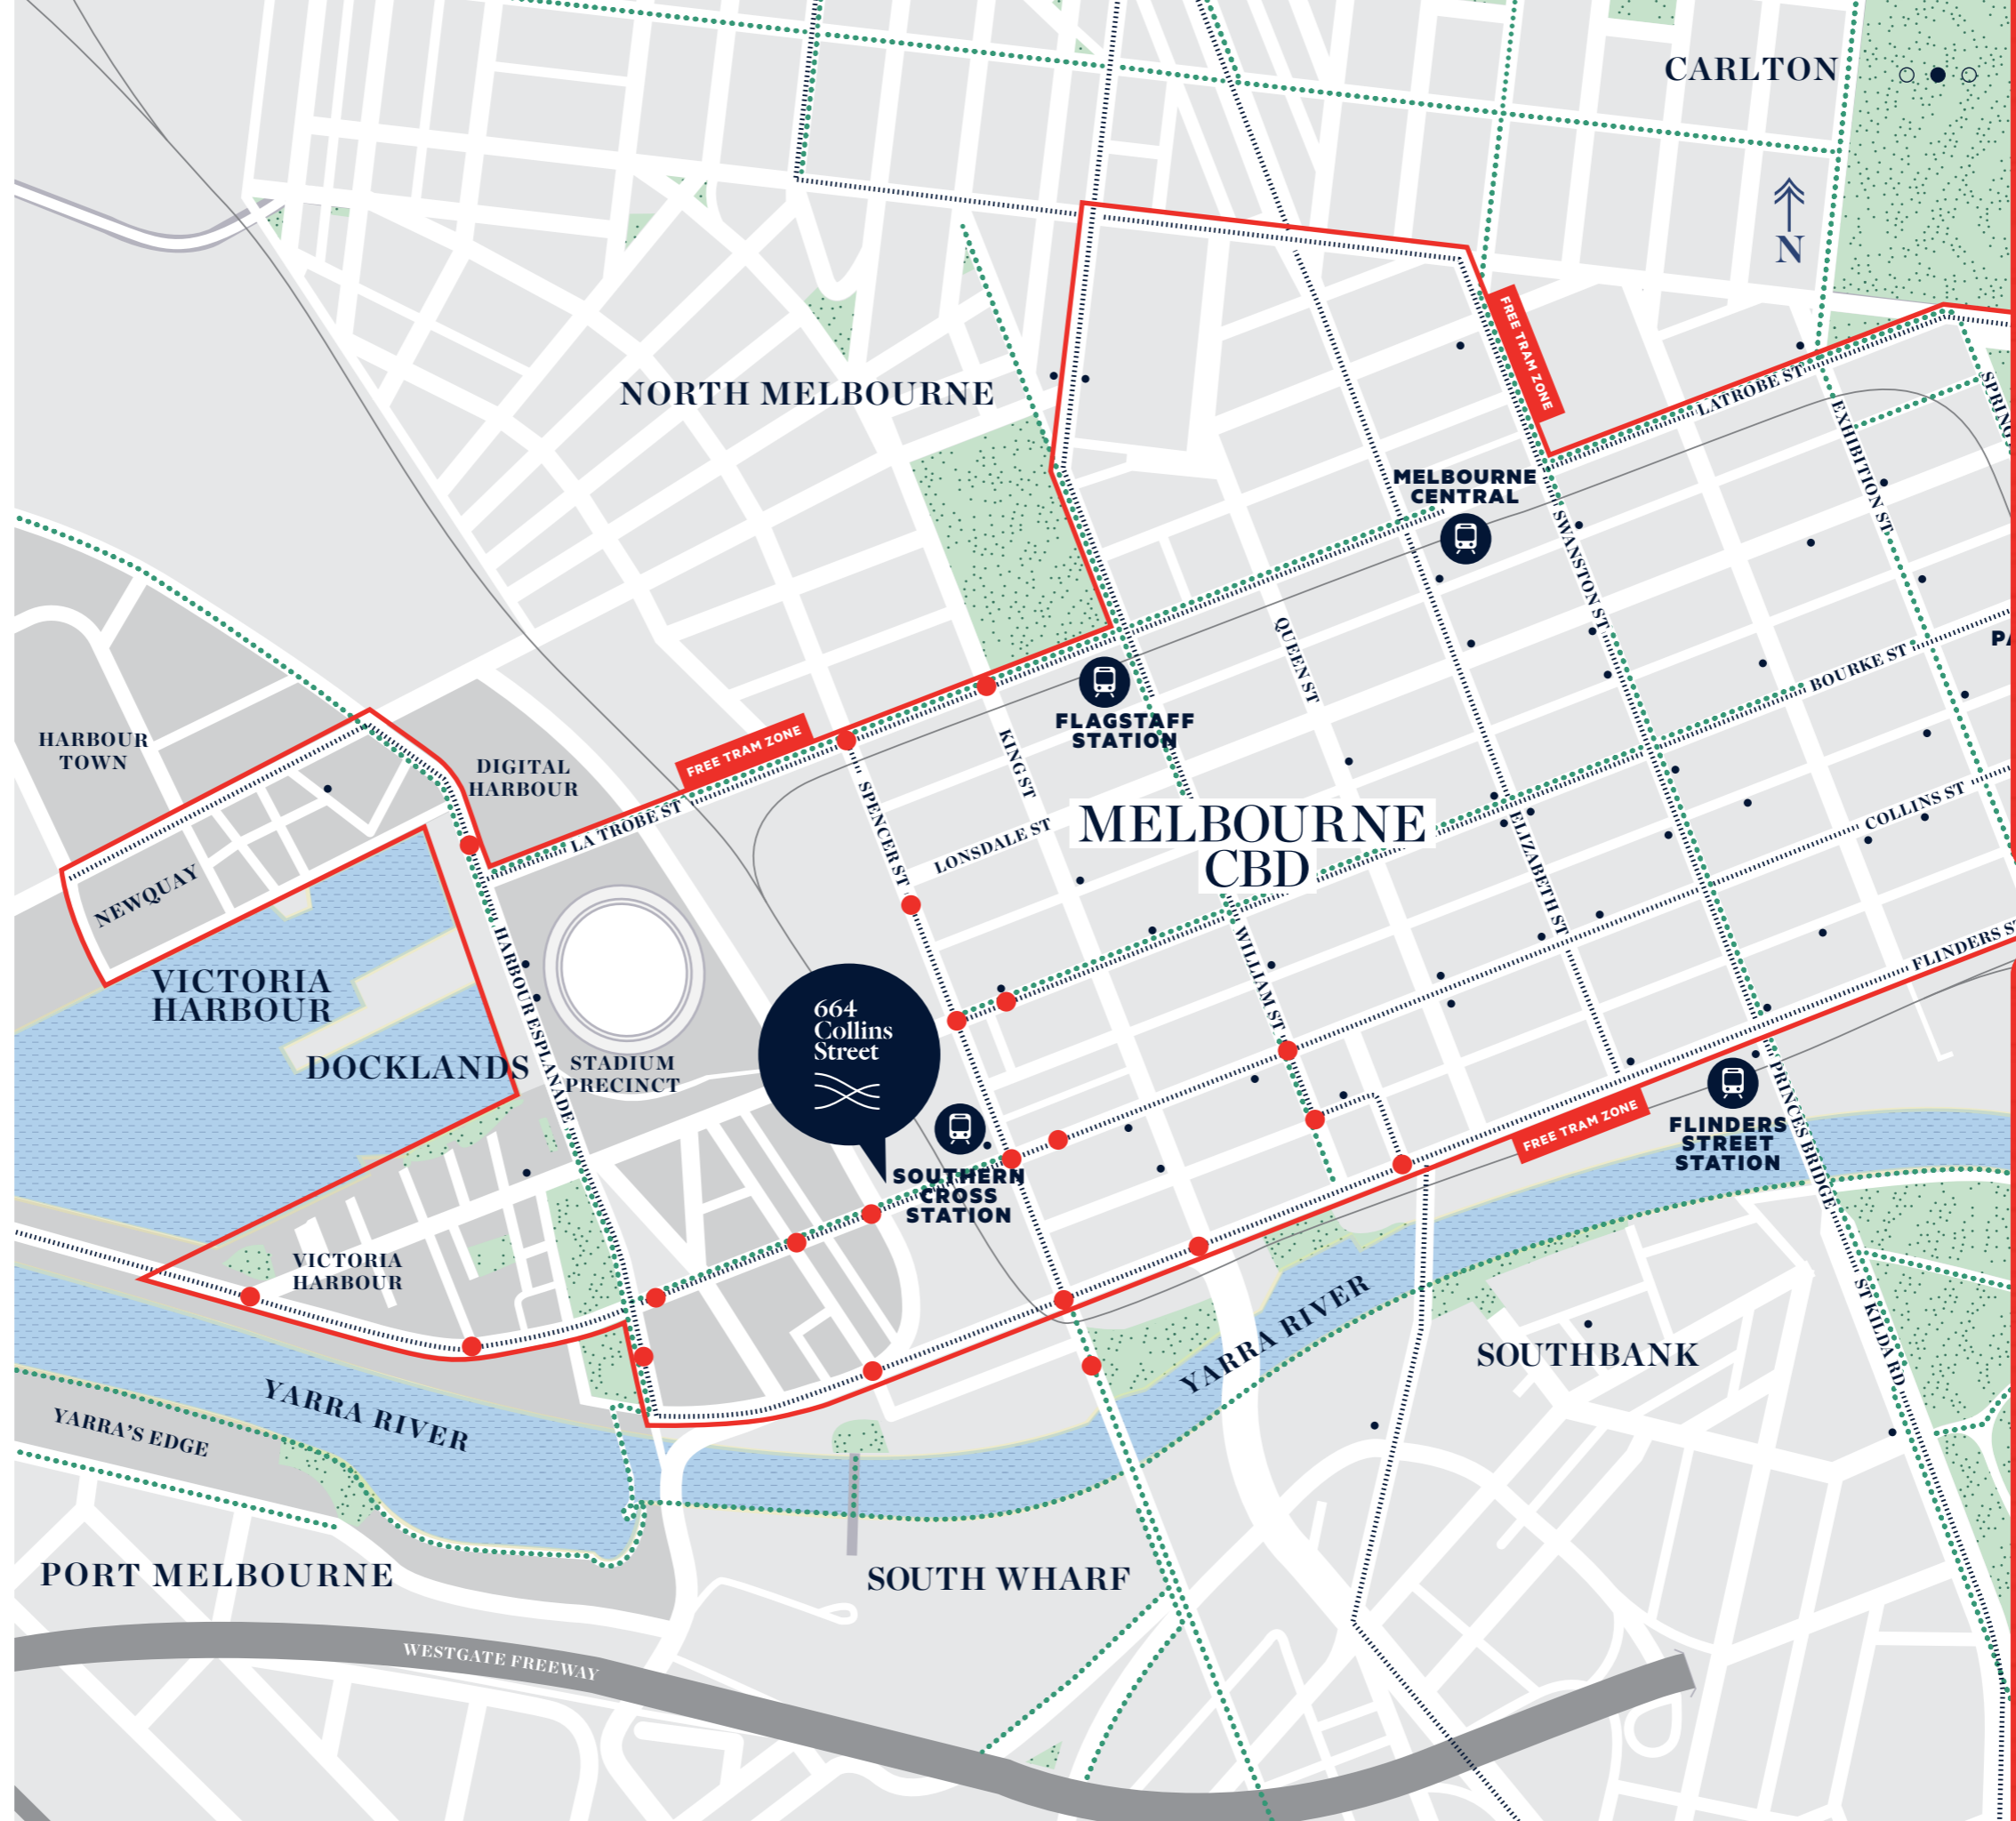 CARLTON
N
FREE TRAM ZONE
NORTH MELBOURNE
LATROBE ST
SPRING
EXHIBITION ST
MELBOURNE
CENTRAL
SWANSTON ST
QUEEN ST
BOURKE ST
PA
FLAGSTAFF
STATION
HARBOUR
TOWN
DIGITAL
HARBOUR
FREE TRAM ZONE
LA TROBE ST
SPENCER ST
KING ST
LONSDALE ST
MELBOURNE
CBD
COLLINS ST
ELIZABETH ST
NEWQUAY
VICTORIA
HARBOUR
HARBOUR ESPLANADE
WILLIAM ST
FLINDERS S
664
Collins
Street
DOCKLANDS
STADIUM
PRECINCT
FREE TRAM ZONE
FLINDERS
STREET
STATION
PRINCES BRIDGE
SOUTHERN
CROSS
STATION
VICTORIA
HARBOUR
YARRA RIVER
ST KILDA RD
SOUTHBANK
YARRA RIVER
YARRA'S EDGE
PORT MELBOURNE
SOUTH WHARF
WESTGATE FREEWAY